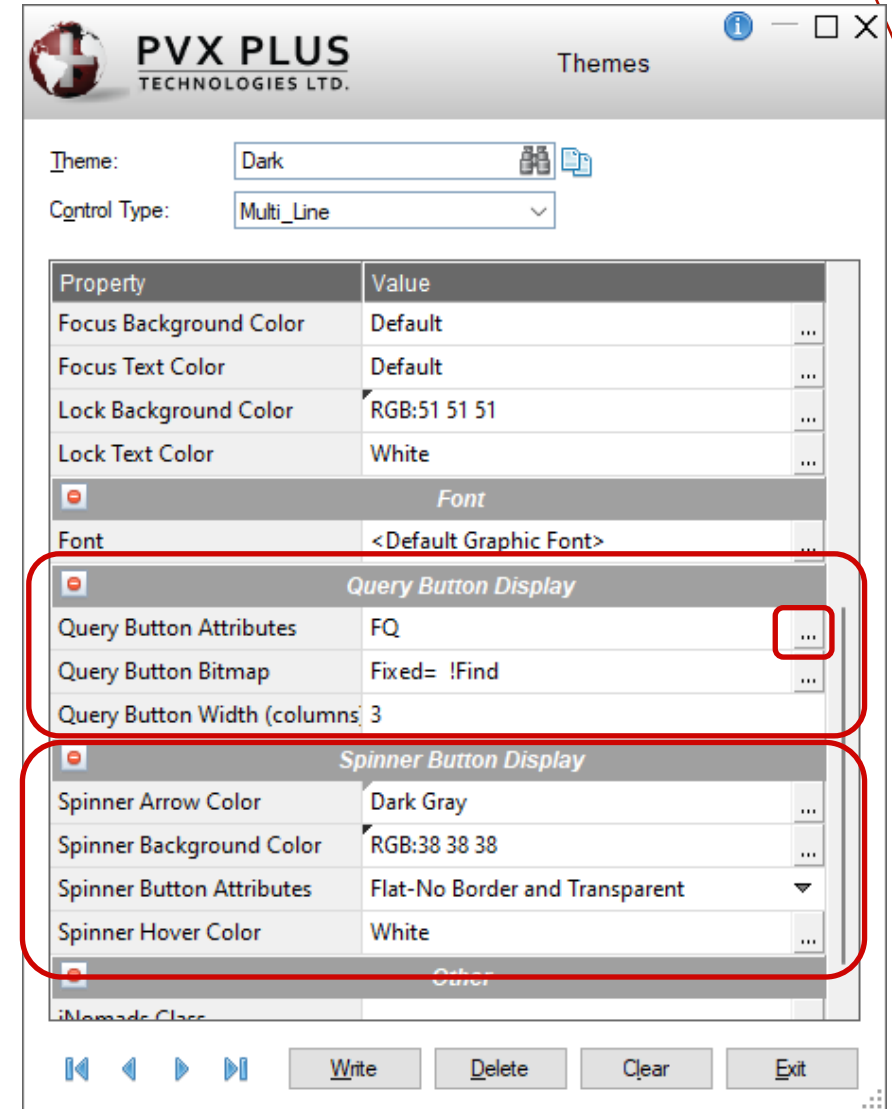 PVX PLUS
TECHNOLOGIES LTD.
Themes
Theme: Dark
Control Type: Multi_Line
Property Value
Focus Background Color Default ...
Focus Text Color Default ...
Lock Background Color RGB:51 51 51 ...
Lock Text Color White ...
Font
Font <Default Graphic Font> ...
Query Button Display
Query Button Attributes FQ ...
Query Button Bitmap Fixed= !Find ...
Query Button Width (columns) 3
Spinner Button Display
Spinner Arrow Color Dark Gray ...
Spinner Background Color RGB:38 38 38 ...
Spinner Button Attributes Flat-No Border and Transparent
Spinner Hover Color White ...
Other
iNomads Class
Write Delete Clear Exit